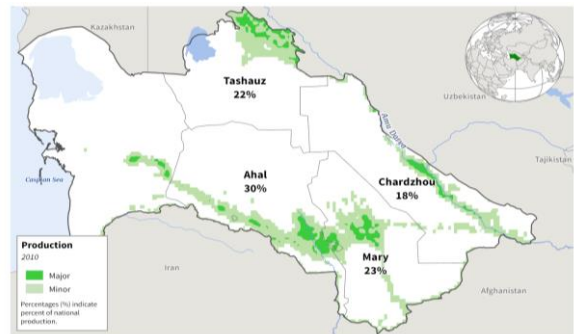 Kazakhstan
Uzbekistan
Tashauz
22%
Amu Darya
Tajikistan
Caspian Sea
Ahal
30%
Chardzhou
18%
Mary
23%
Iran
Afghanistan
Production
2010
Major
Minor
Percentages (%) indicate
percent of national
production.